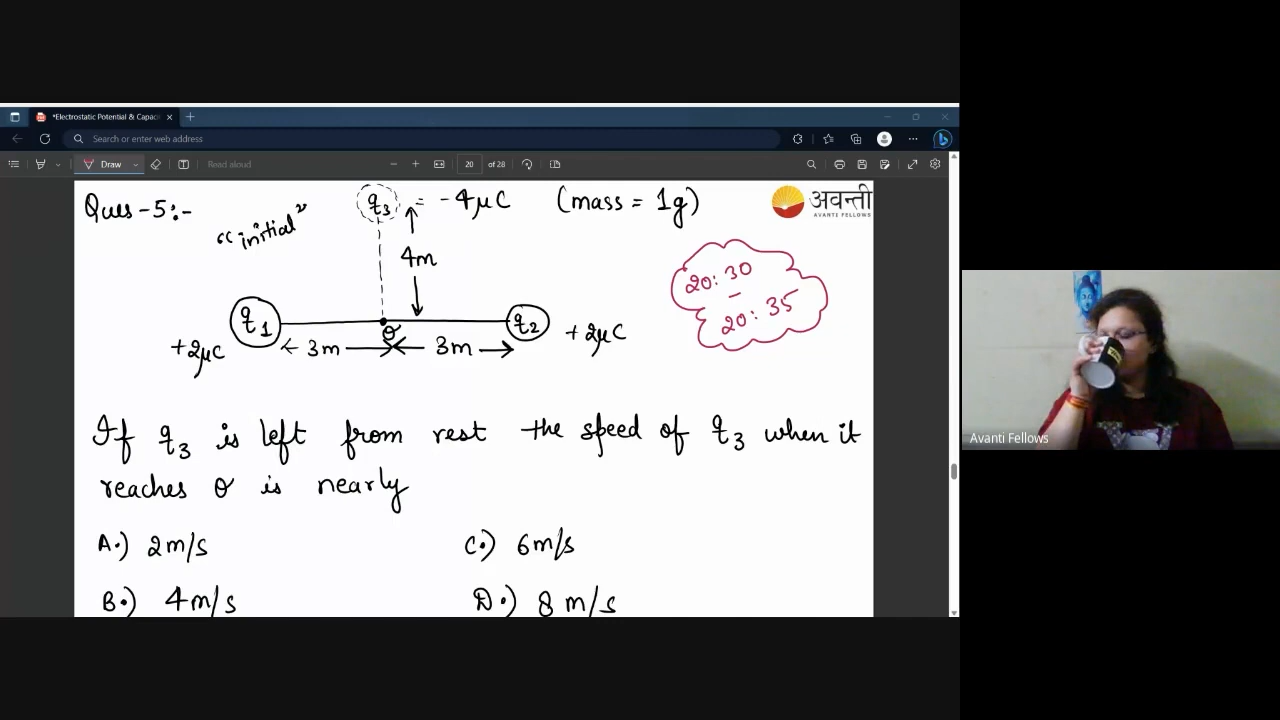 *Electrostatic Potential & Capac
Search or enter web address
Draw
Read aloud
20
of 28
Ques-5:-
"initial"
q3 = -4μC (mass = 1g)
अवन्ती
AVANTI FELLOWS
4m
20:30
-
20:35
q1
q2
O
+2μC
3m
3m
+2μC
If q3 is left from rest the speed of q3 when it
reaches O is nearly
A.) 2m/s
C.) 6m/s
B.) 4m/s
D.) 8m/s
Avanti Fellows